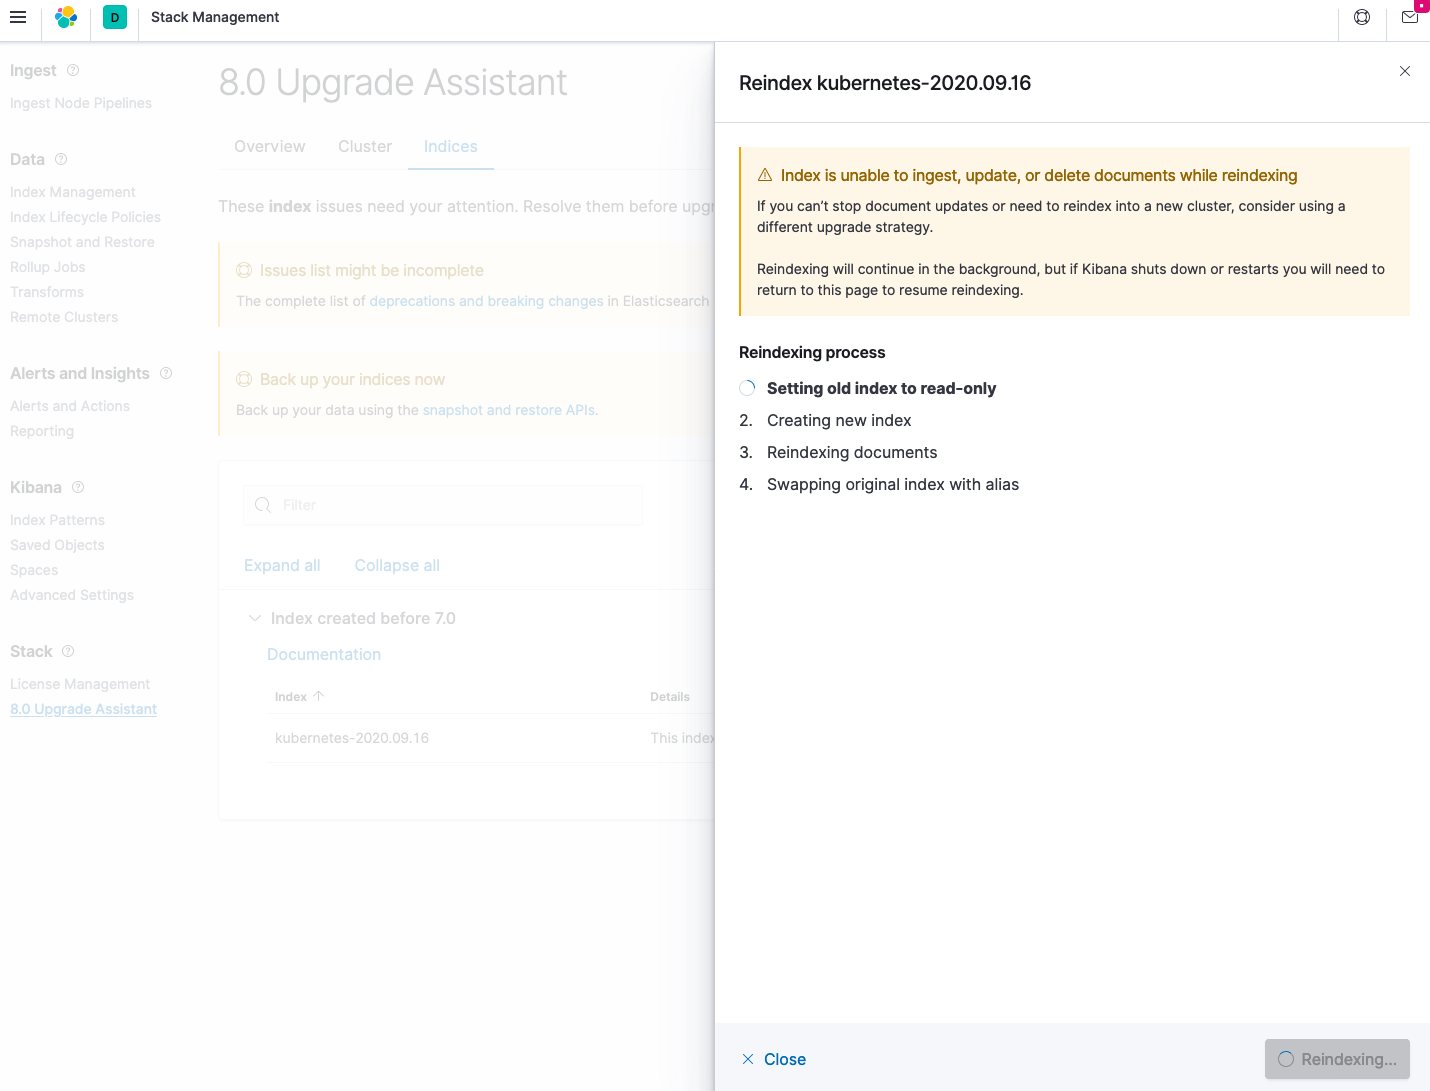 D
Stack Management
Ingest
Ingest Node Pipelines
Data
Index Management
Index Lifecycle Policies
Snapshot and Restore
Rollup Jobs
Transforms
Remote Clusters
Alerts and Insights
Alerts and Actions
Reporting
Kibana
Index Patterns
Saved Objects
Spaces
Advanced Settings
Stack
License Management
8.0 Upgrade Assistant
8.0 Upgrade Assistant
Overview Cluster Indices
These index issues need your attention. Resolve them before upgr
Issues list might be incomplete
The complete list of deprecations and breaking changes in Elasticsearch
Back up your indices now
Back up your data using the snapshot and restore APIs.
Filter
Expand all Collapse all
Index created before 7.0
Documentation
Index Details
kubernetes-2020.09.16 This index
Reindex kubernetes-2020.09.16
Index is unable to ingest, update, or delete documents while reindexing
If you can’t stop document updates or need to reindex into a new cluster, consider using a
different upgrade strategy.
Reindexing will continue in the background, but if Kibana shuts down or restarts you will need to
return to this page to resume reindexing.
Reindexing process
Setting old index to read-only
2. Creating new index
3. Reindexing documents
4. Swapping original index with alias
Close
Reindexing...